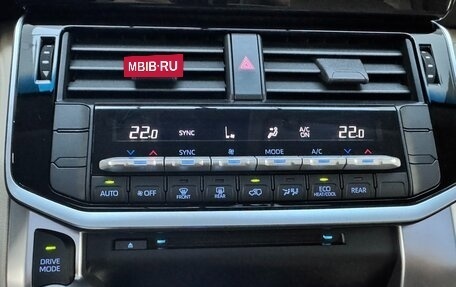 MBIB.RU
22.0 SYNC A/C ON 22.0
SYNC MODE A/C
AUTO OFF FRONT REAR ECO HEAT/COOL REAR
DRIVE MODE